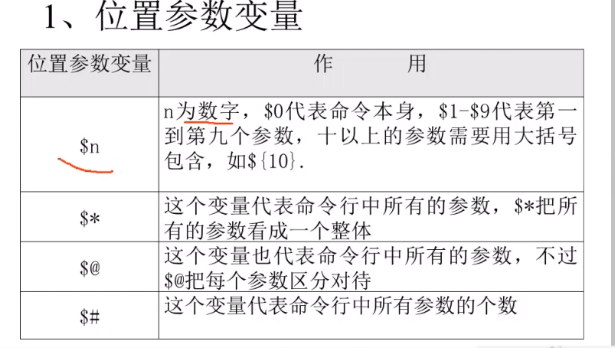 1、位置参数变量
位置参数变量
作 用
$n
n为数字，$0代表命令本身，$1-$9代表第一
到第九个参数，十以上的参数需要用大括号
包含，如${10}.
$*
这个变量代表命令行中所有的参数，$*把所
有的参数看成一个整体
$@
这个变量也代表命令行中所有的参数，不过
$@把每个参数区分对待
$#
这个变量代表命令行中所有参数的个数